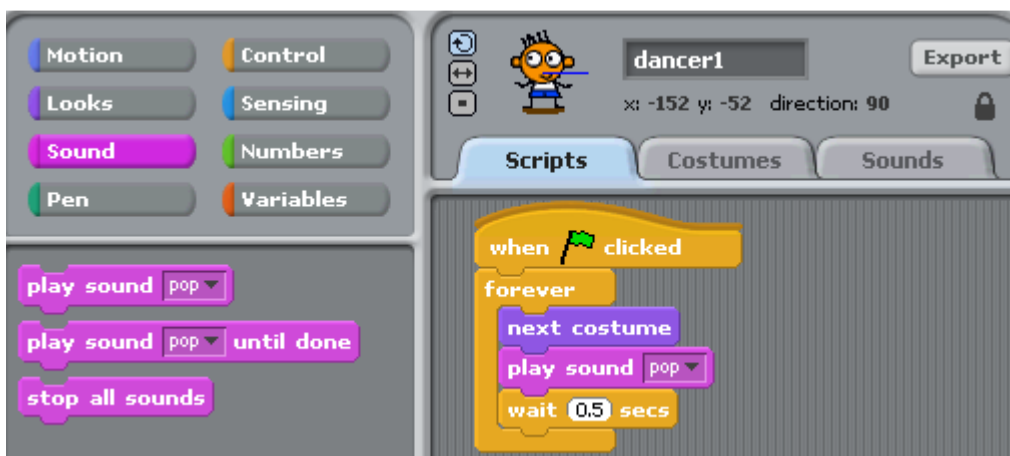 Motion Control
Looks Sensing
Sound Numbers
Pen Variables
play sound pop
play sound pop until done
stop all sounds
dancer1
Export
x: -152 y: -52 direction: 90
Scripts Costumes Sounds
when clicked
forever
next costume
play sound pop
wait 0.5 secs